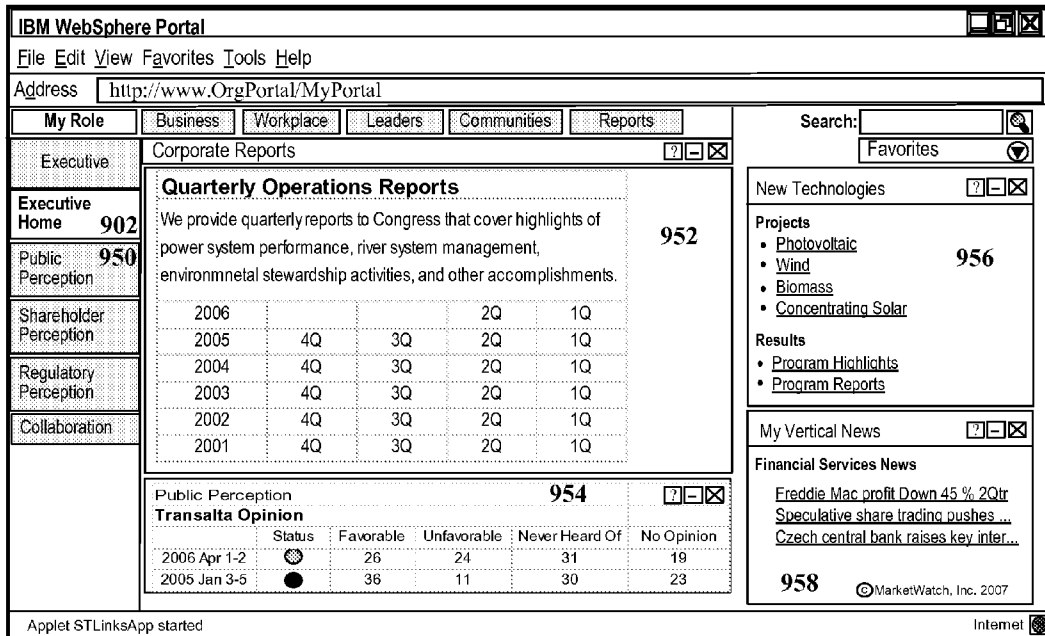 IBM WebSphere Portal
File Edit View Favorites Tools Help
Address http://www.OrgPortal/MyPortal
My Role Business Workplace Leaders Communities Reports Search:
Favorites
Executive
Executive Home 902
Public Perception 950
Shareholder Perception
Regulatory Perception
Collaboration
Corporate Reports ?
Quarterly Operations Reports
We provide quarterly reports to Congress that cover highlights of
power system performance, river system management,
environmnetal stewardship activities, and other accomplishments.
952
2006 2Q 1Q
2005 4Q 3Q 2Q 1Q
2004 4Q 3Q 2Q 1Q
2003 4Q 3Q 2Q 1Q
2002 4Q 3Q 2Q 1Q
2001 4Q 3Q 2Q 1Q
Public Perception 954 ?
Transalta Opinion
Status Favorable Unfavorable Never Heard Of No Opinion
2006 Apr 1-2 26 24 31 19
2005 Jan 3-5 36 11 30 23
New Technologies ?
Projects
• Photovoltaic
• Wind
• Biomass
• Concentrating Solar
956
Results
• Program Highlights
• Program Reports
My Vertical News ?
Financial Services News
Freddie Mac profit Down 45 % 2Qtr
Speculative share trading pushes ...
Czech central bank raises key inter...
958 ©MarketWatch, Inc. 2007
Applet STLinksApp started Internet